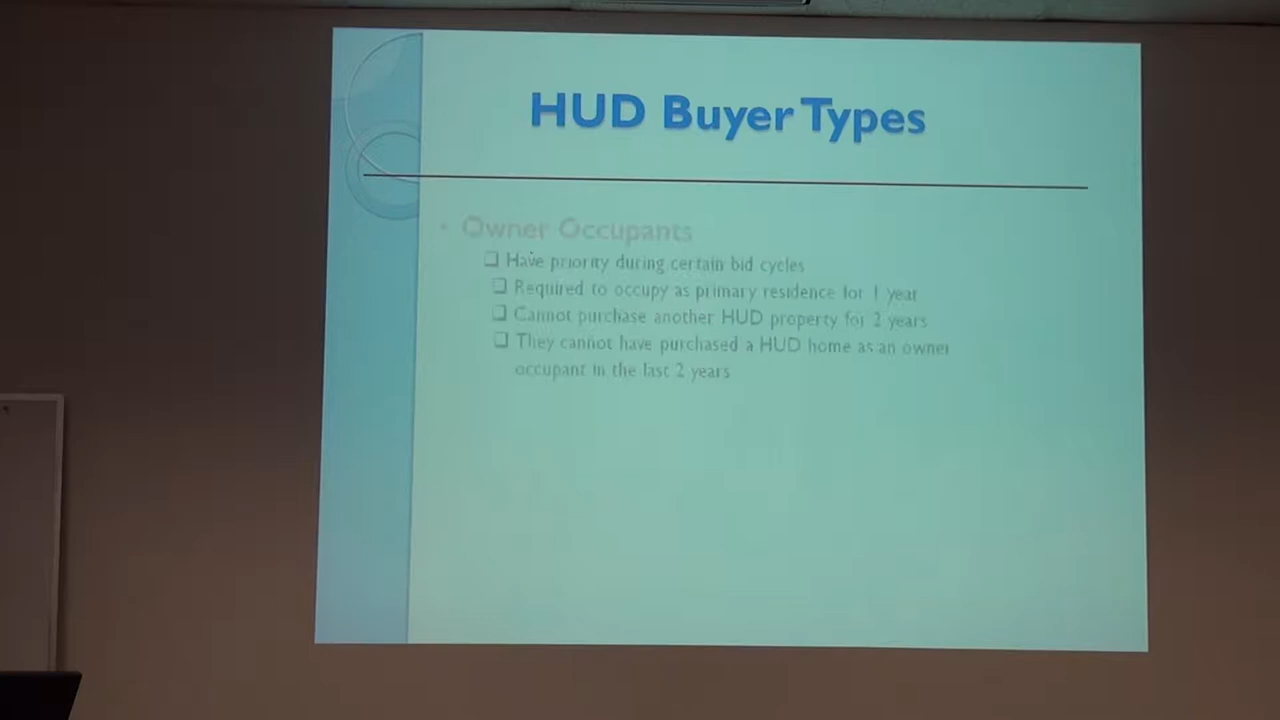 HUD Buyer Types
• Owner Occupants
❑ Have priority during certain bid cycles
❑ Required to occupy as primary residence for 1 year
❑ Cannot purchase another HUD property for 2 years
❑ They cannot have purchased a HUD home as an owner
occupant in the last 2 years